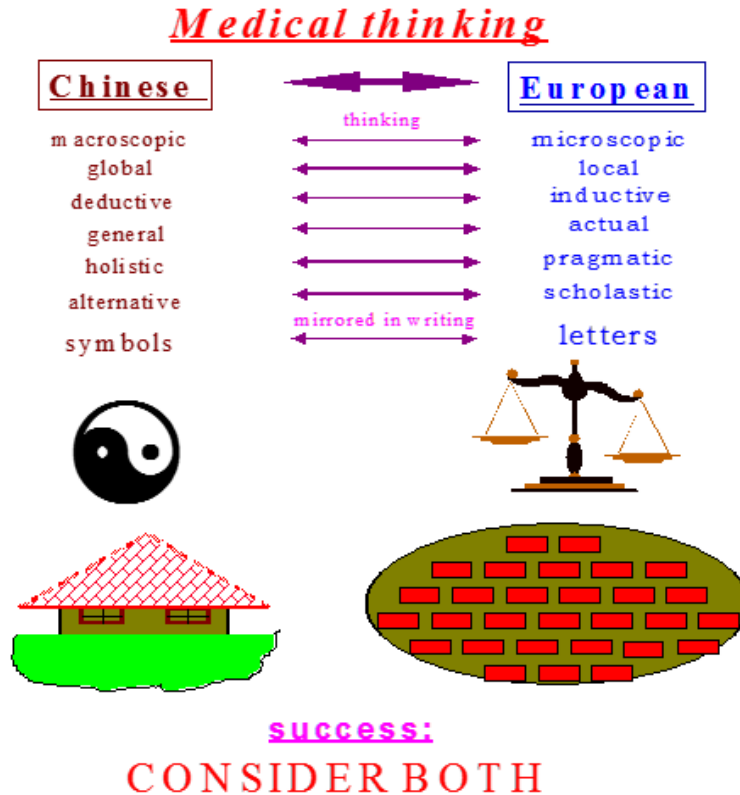 Medical thinking
Chinese European
thinking
macroscopic microscopic
global local
deductive inductive
general actual
holistic pragmatic
alternative scholastic
mirrored in writing
symbols letters
success:
CONSIDER BOTH